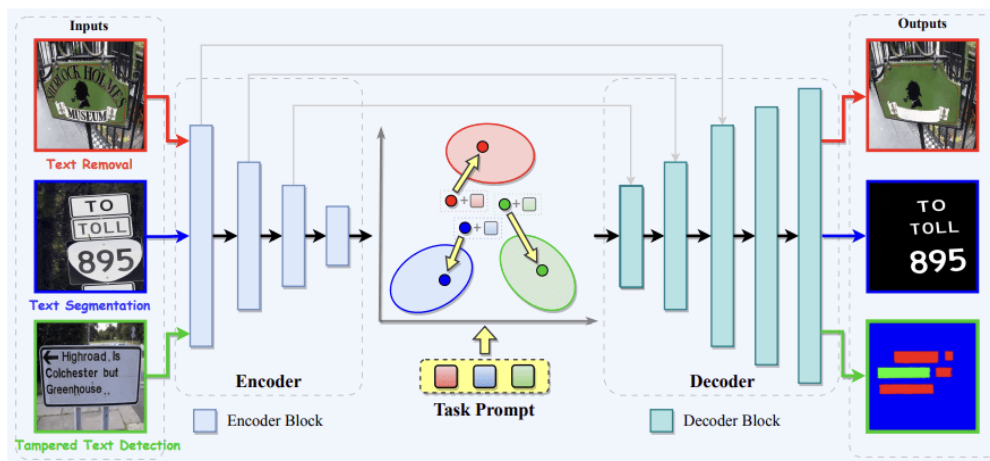 Inputs
Outputs
SHERLOCK HOLMES
MUSEUM
Text Removal
TO
TOLL
895
Text Segmentation
Highroad. Is
Colchester but
Greenhouse..
Tampered Text Detection
Encoder
Encoder Block
+
+
+
Task Prompt
Decoder
Decoder Block
TO
TOLL
895